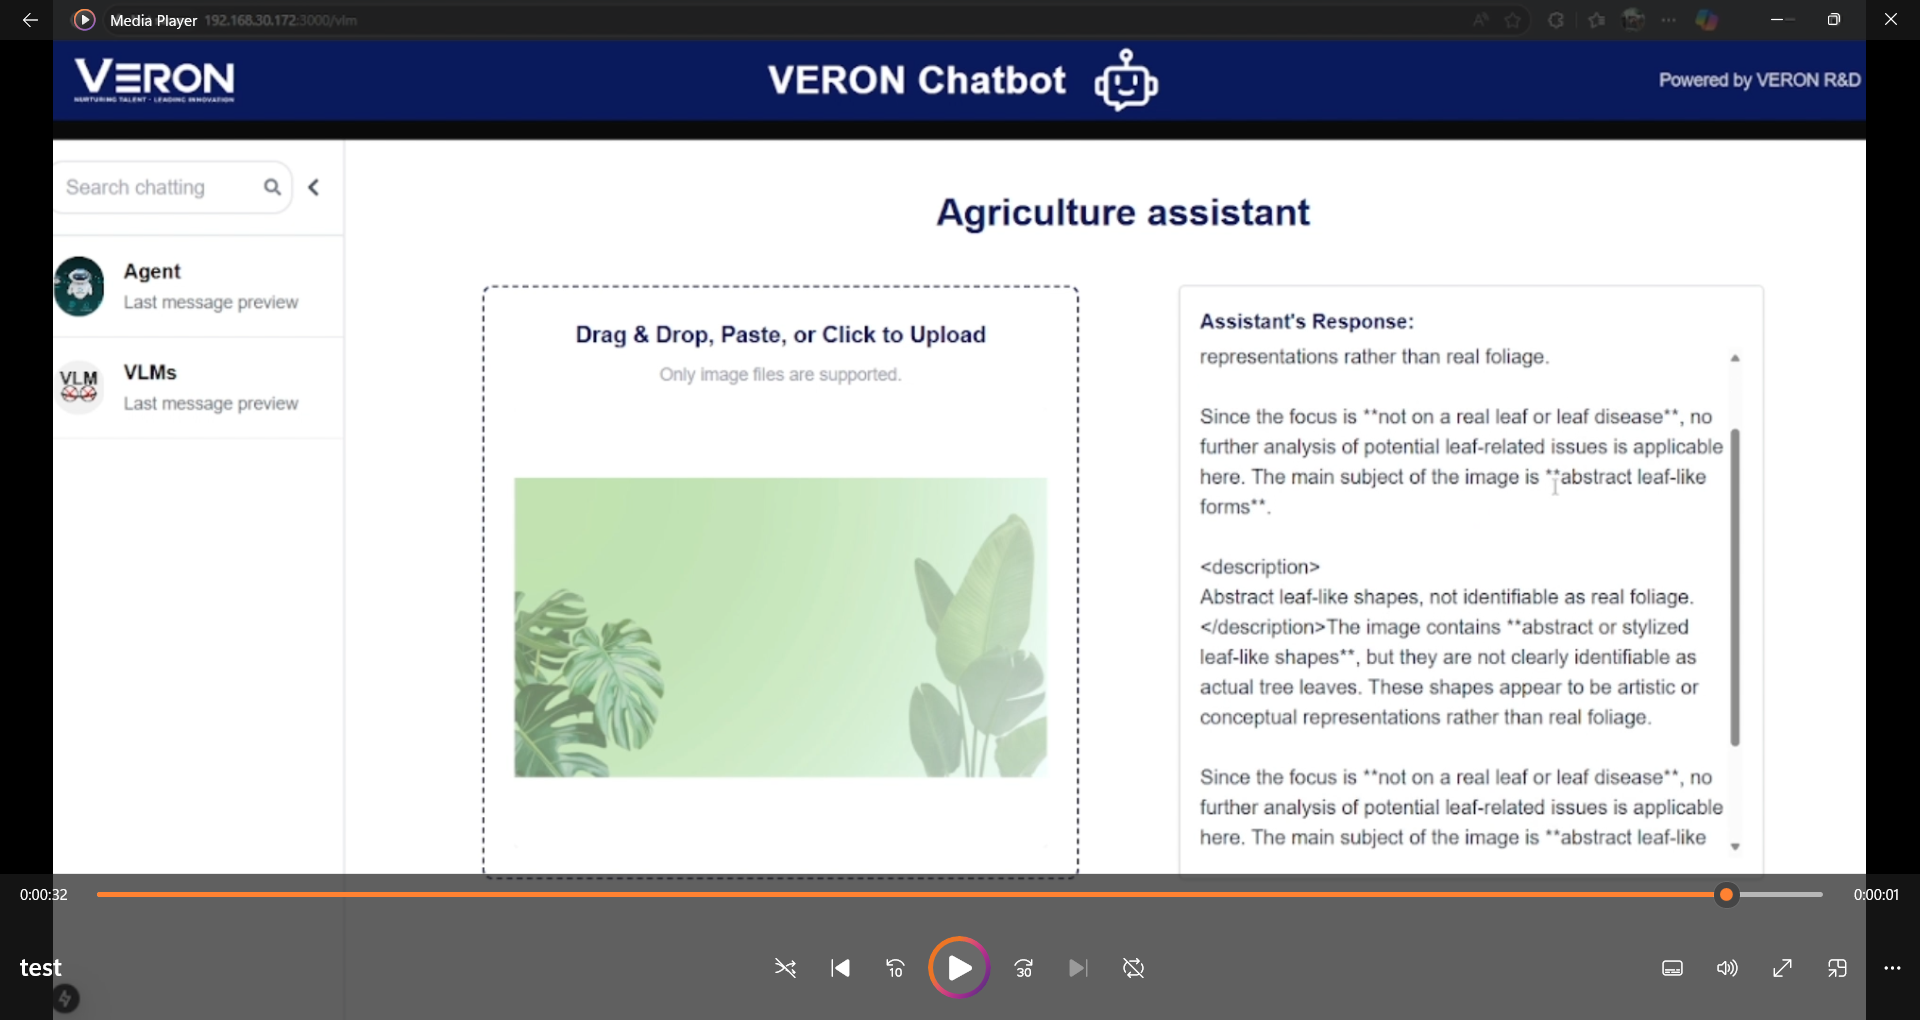 Media Player 192.168.30.172:3000/vlm
VERON
NURTURING TALENT - LEADING INNOVATION
VERON Chatbot
Powered by VERON R&D
Search chatting
Agent
Last message preview
VLM
VLMs
Last message preview
Agriculture assistant
Drag & Drop, Paste, or Click to Upload
Only image files are supported.
Assistant's Response:
representations rather than real foliage.
Since the focus is **not on a real leaf or leaf disease**, no
further analysis of potential leaf-related issues is applicable
here. The main subject of the image is **abstract leaf-like
forms**.
<description>
Abstract leaf-like shapes, not identifiable as real foliage.
</description>The image contains **abstract or stylized
leaf-like shapes**, but they are not clearly identifiable as
actual tree leaves. These shapes appear to be artistic or
conceptual representations rather than real foliage.
Since the focus is **not on a real leaf or leaf disease**, no
further analysis of potential leaf-related issues is applicable
here. The main subject of the image is **abstract leaf-like
0:00:32
0:00:01
test
10
30